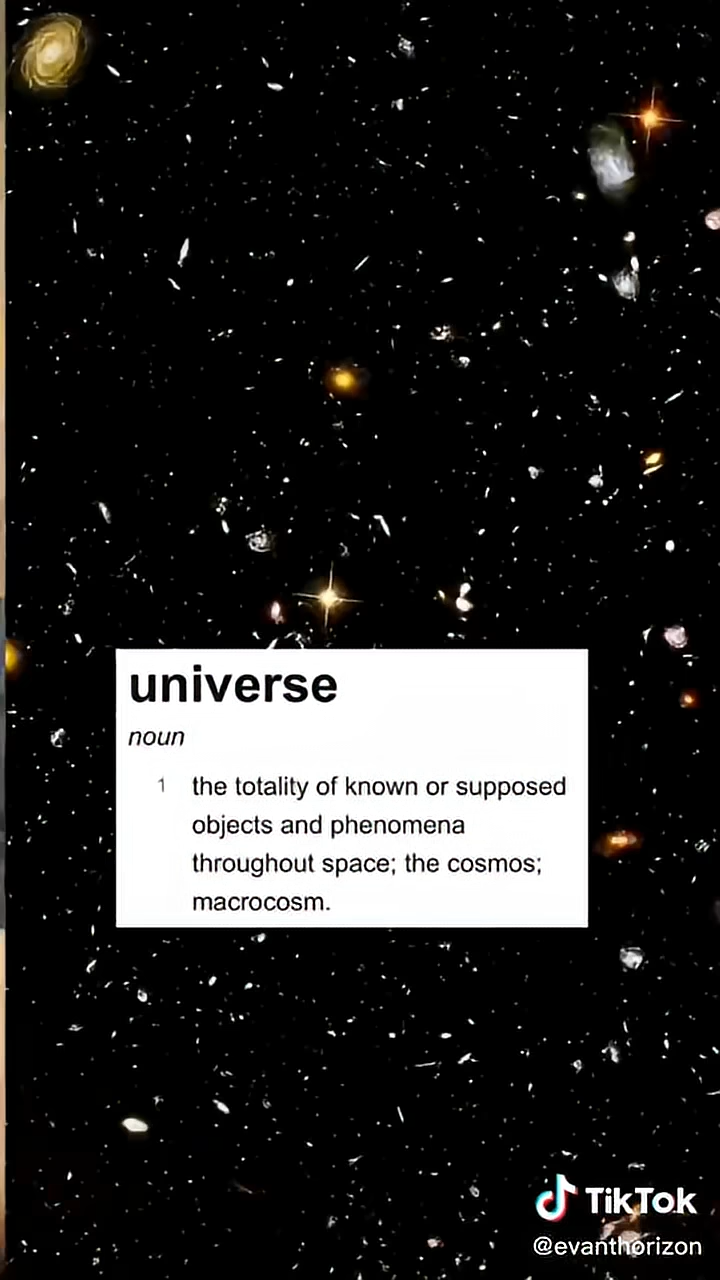 universe
noun
1 the totality of known or supposed
objects and phenomena
throughout space; the cosmos;
macrocosm.
TikTok
@evanthorizon